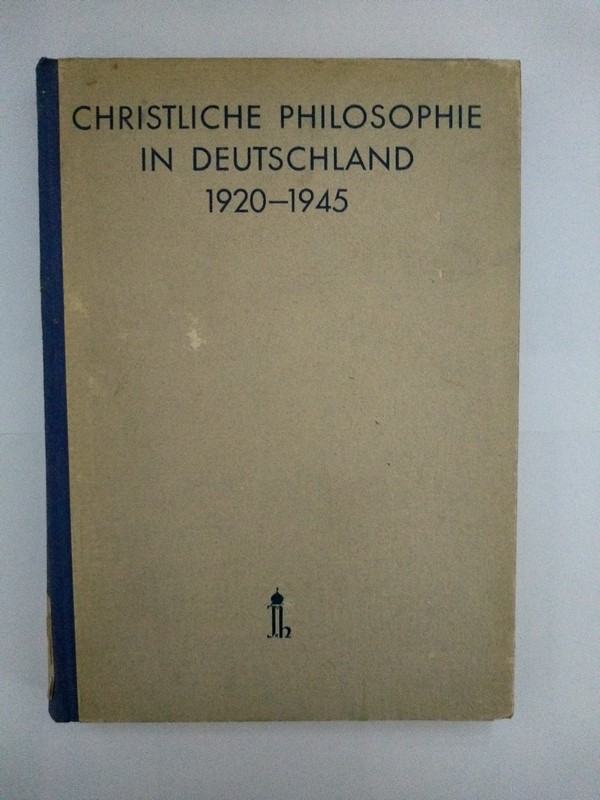 CHRISTLICHE PHILOSOPHIE
IN DEUTSCHLAND
1920–1945
J.h